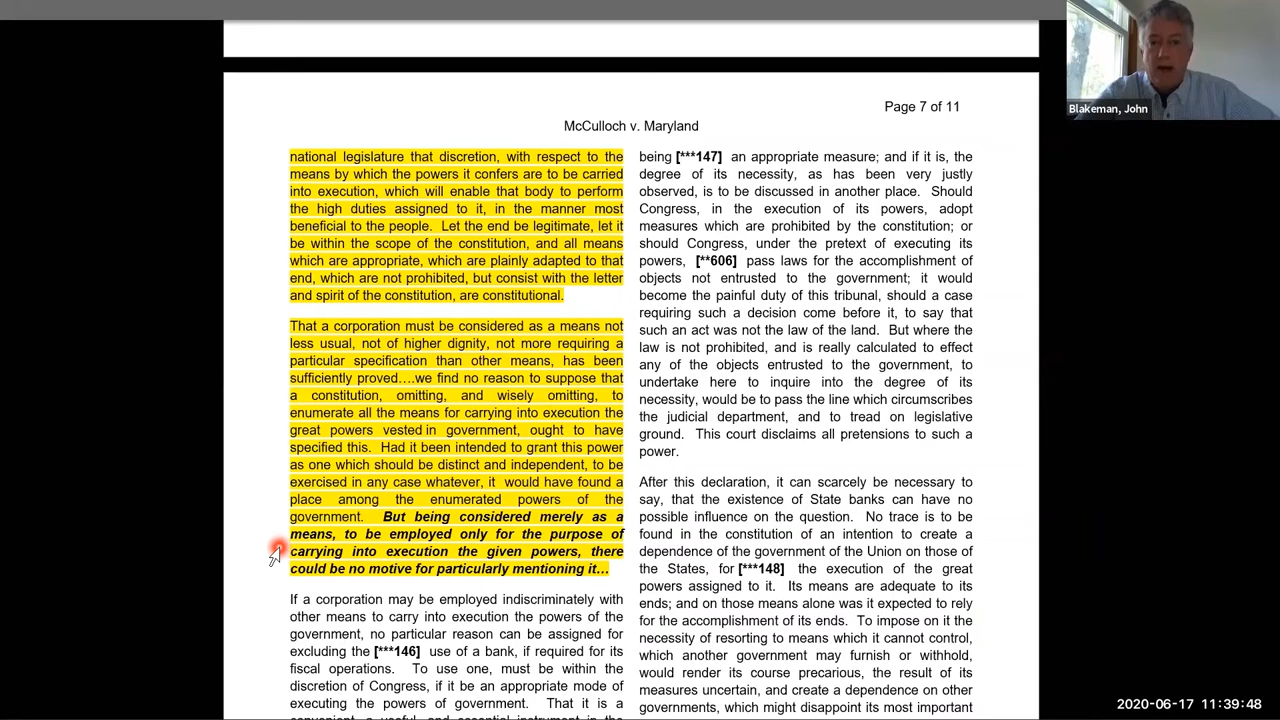 Blakeman, John
Page 7 of 11
McCulloch v. Maryland
national legislature that discretion, with respect to the
means by which the powers it confers are to be carried
into execution, which will enable that body to perform
the high duties assigned to it, in the manner most
beneficial to the people. Let the end be legitimate, let it
be within the scope of the constitution, and all means
which are appropriate, which are plainly adapted to that
end, which are not prohibited, but consist with the letter
and spirit of the constitution, are constitutional.
That a corporation must be considered as a means not
less usual, not of higher dignity, not more requiring a
particular specification than other means, has been
sufficiently proved....we find no reason to suppose that
a constitution, omitting, and wisely omitting, to
enumerate all the means for carrying into execution the
great powers vested in government, ought to have
specified this. Had it been intended to grant this power
as one which should be distinct and independent, to be
exercised in any case whatever, it would have found a
place among the enumerated powers of the
government. But being considered merely as a
means, to be employed only for the purpose of
carrying into execution the given powers, there
could be no motive for particularly mentioning it...
If a corporation may be employed indiscriminately with
other means to carry into execution the powers of the
government, no particular reason can be assigned for
excluding the [***146] use of a bank, if required for its
fiscal operations. To use one, must be within the
discretion of Congress, if it be an appropriate mode of
executing the powers of government. That it is a
convenient, a useful, and essential instrument in the
being [***147] an appropriate measure; and if it is, the
degree of its necessity, as has been very justly
observed, is to be discussed in another place. Should
Congress, in the execution of its powers, adopt
measures which are prohibited by the constitution; or
should Congress, under the pretext of executing its
powers, [**606] pass laws for the accomplishment of
objects not entrusted to the government; it would
become the painful duty of this tribunal, should a case
requiring such a decision come before it, to say that
such an act was not the law of the land. But where the
law is not prohibited, and is really calculated to effect
any of the objects entrusted to the government, to
undertake here to inquire into the degree of its
necessity, would be to pass the line which circumscribes
the judicial department, and to tread on legislative
ground. This court disclaims all pretensions to such a
power.
After this declaration, it can scarcely be necessary to
say, that the existence of State banks can have no
possible influence on the question. No trace is to be
found in the constitution of an intention to create a
dependence of the government of the Union on those of
the States, for [***148] the execution of the great
powers assigned to it. Its means are adequate to its
ends; and on those means alone was it expected to rely
for the accomplishment of its ends. To impose on it the
necessity of resorting to means which it cannot control,
which another government may furnish or withhold,
would render its course precarious, the result of its
measures uncertain, and create a dependence on other
governments, which might disappoint its most important
2020-06-17 11:39:48